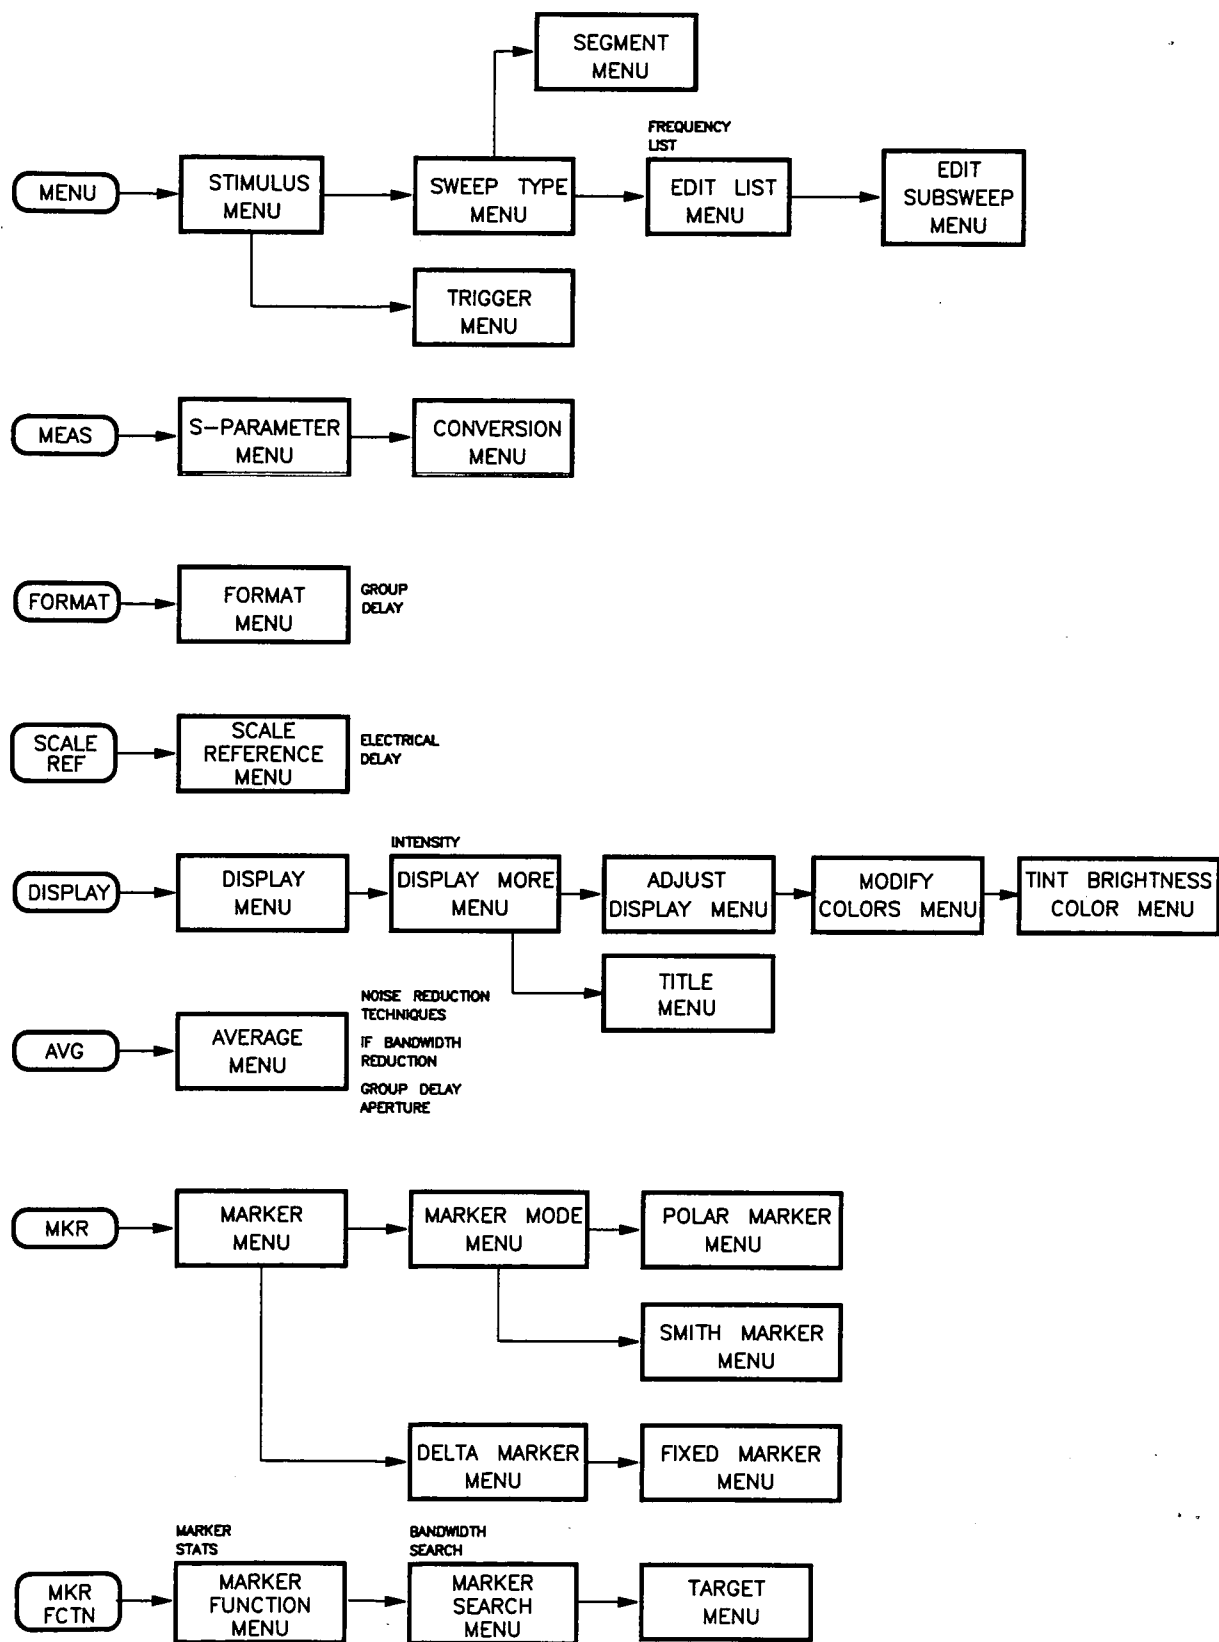 SEGMENT
MENU
FREQUENCY
LIST
MENU
STIMULUS
MENU
SWEEP TYPE
MENU
EDIT LIST
MENU
EDIT
SUBSWEEP
MENU
TRIGGER
MENU
MEAS
S-PARAMETER
MENU
CONVERSION
MENU
FORMAT
FORMAT
MENU
GROUP
DELAY
SCALE
REF
SCALE
REFERENCE
MENU
ELECTRICAL
DELAY
INTENSITY
DISPLAY
DISPLAY
MENU
DISPLAY MORE
MENU
ADJUST
DISPLAY MENU
MODIFY
COLORS MENU
TINT BRIGHTNESS
COLOR MENU
TITLE
MENU
AVG
AVERAGE
MENU
NOISE REDUCTION
TECHNIQUES
IF BANDWIDTH
REDUCTION
GROUP DELAY
APERTURE
MKR
MARKER
MENU
MARKER MODE
MENU
POLAR MARKER
MENU
SMITH MARKER
MENU
DELTA MARKER
MENU
FIXED MARKER
MENU
MARKER
STATS
BANDWIDTH
SEARCH
MKR
FCTN
MARKER
FUNCTION
MENU
MARKER
SEARCH
MENU
TARGET
MENU